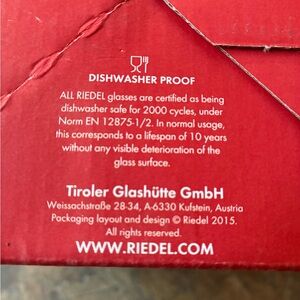 DISHWASHER PROOF
ALL RIEDEL glasses are certified as being
dishwasher safe for 2000 cycles, under
Norm EN 12875-1/2. In normal usage,
this corresponds to a lifespan of 10 years
without any visible deterioration of the
glass surface.
Tiroler Glashütte GmbH
Weissachstraße 28-34, A-6330 Kufstein, Austria
Packaging layout and design © Riedel 2015.
All rights reserved.
WWW.RIEDEL.COM